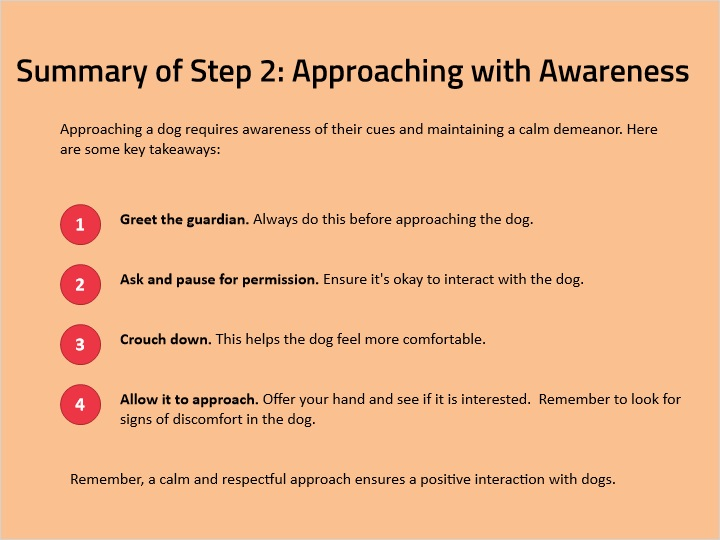 Summary of Step 2: Approaching with Awareness
Approaching a dog requires awareness of their cues and maintaining a calm demeanor. Here
are some key takeaways:
1 Greet the guardian. Always do this before approaching the dog.
2 Ask and pause for permission. Ensure it's okay to interact with the dog.
3 Crouch down. This helps the dog feel more comfortable.
4 Allow it to approach. Offer your hand and see if it is interested.  Remember to look for
signs of discomfort in the dog.
Remember, a calm and respectful approach ensures a positive interaction with dogs.